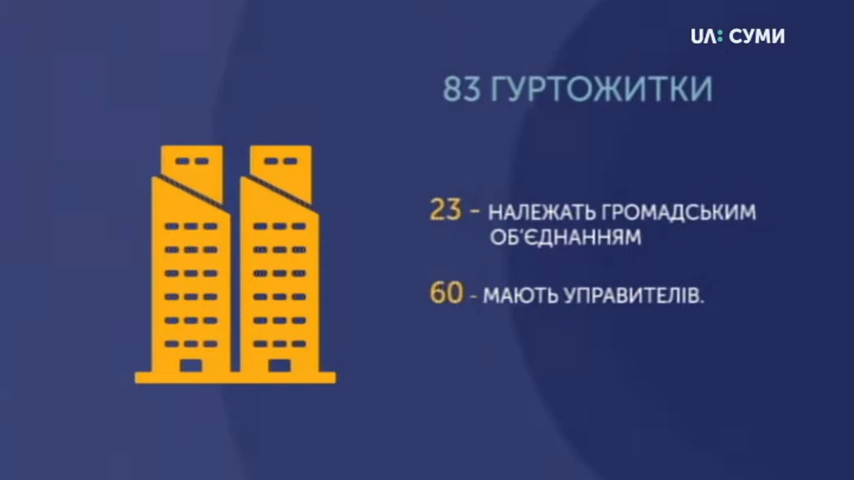 UA: СУМИ
83 ГУРТОЖИТКИ
23 - НАЛЕЖАТЬ ГРОМАДСЬКИМ
ОБ'ЄДНАННЯМ
60 - МАЮТЬ УПРАВИТЕЛІВ.